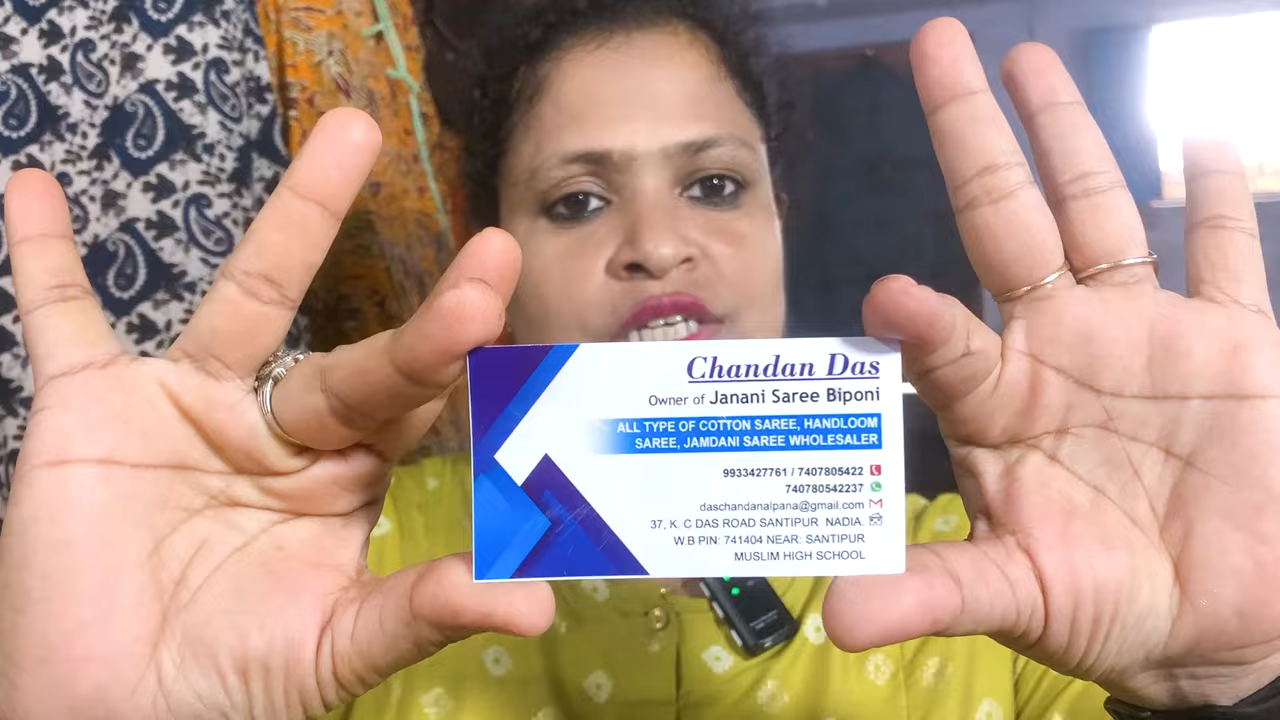 Chandan Das
Owner of Janani Saree Biponi
ALL TYPE OF COTTON SAREE, HANDLOOM
SAREE, JAMDANI SAREE WHOLESALER
9933427761 / 7407805422
740780542237
daschandanalpana@gmail.com
37, K. C DAS ROAD SANTIPUR NADIA.
W.B PIN: 741404 NEAR: SANTIPUR
MUSLIM HIGH SCHOOL